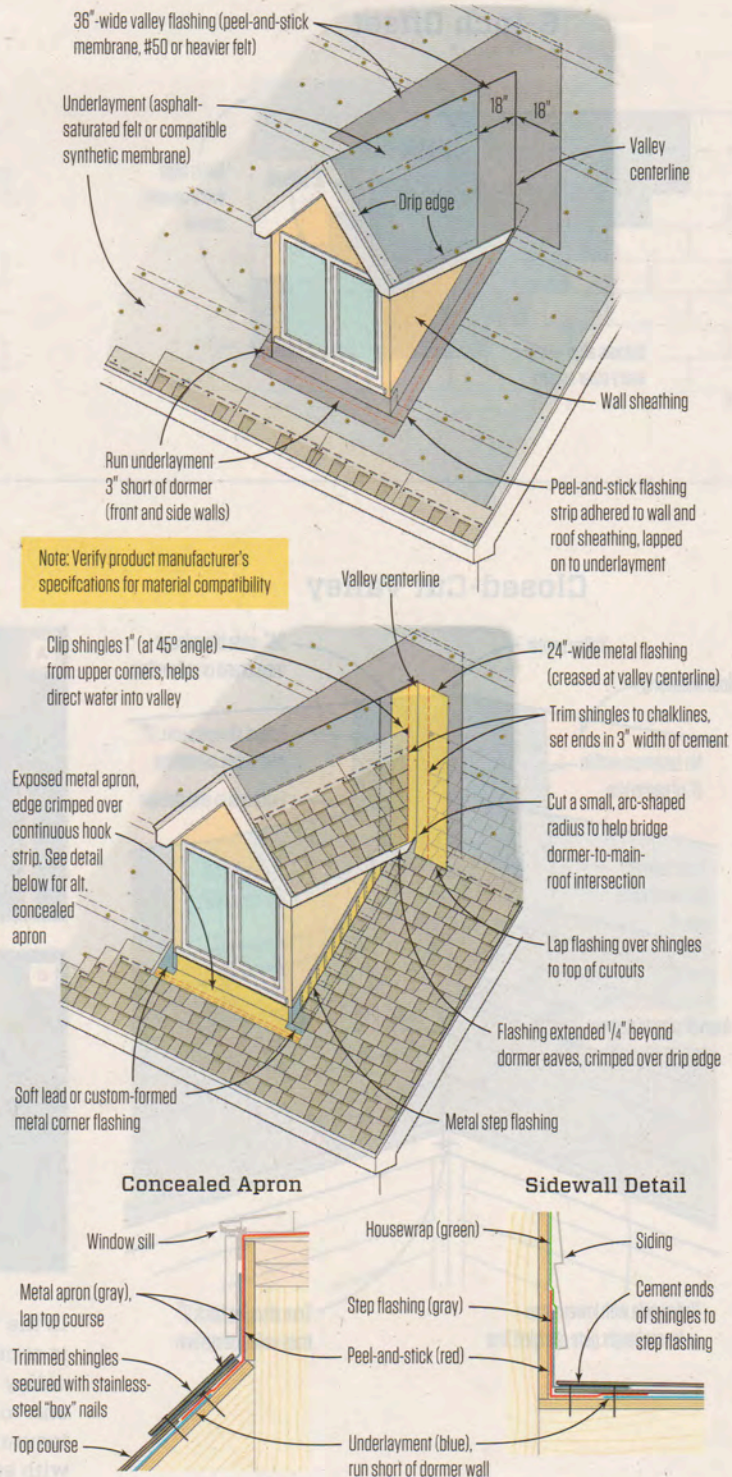 36"-wide valley flashing (peel-and-stick
membrane, #50 or heavier felt)
Underlayment (asphalt-
saturated felt or compatible
synthetic membrane)
18"
18"
Valley
centerline
Drip edge
Wall sheathing
Run underlayment
3" short of dormer
(front and side walls)
Peel-and-stick flashing
strip adhered to wall and
roof sheathing, lapped
on to underlayment
Note: Verify product manufacturer's
specifcations for material compatibility
Valley centerline
Clip shingles 1" (at 45º angle)
from upper corners, helps
direct water into valley
24"-wide metal flashing
(creased at valley centerline)
Trim shingles to chalklines,
set ends in 3" width of cement
Exposed metal apron,
edge crimped over
continuous hook
strip. See detail
below for alt.
concealed
apron
Cut a small, arc-shaped
radius to help bridge
dormer-to-main-
roof intersection
Lap flashing over shingles
to top of cutouts
Flashing extended 1/4" beyond
dormer eaves, crimped over drip edge
Soft lead or custom-formed
metal corner flashing
Metal step flashing
Concealed Apron
Window sill
Metal apron (gray),
lap top course
Trimmed shingles
secured with stainless-
steel "box" nails
Top course
Sidewall Detail
Housewrap (green)
Step flashing (gray)
Peel-and-stick (red)
Underlayment (blue),
run short of dormer wall
Siding
Cement ends
of shingles to
step flashing
Closed-Cut Valley